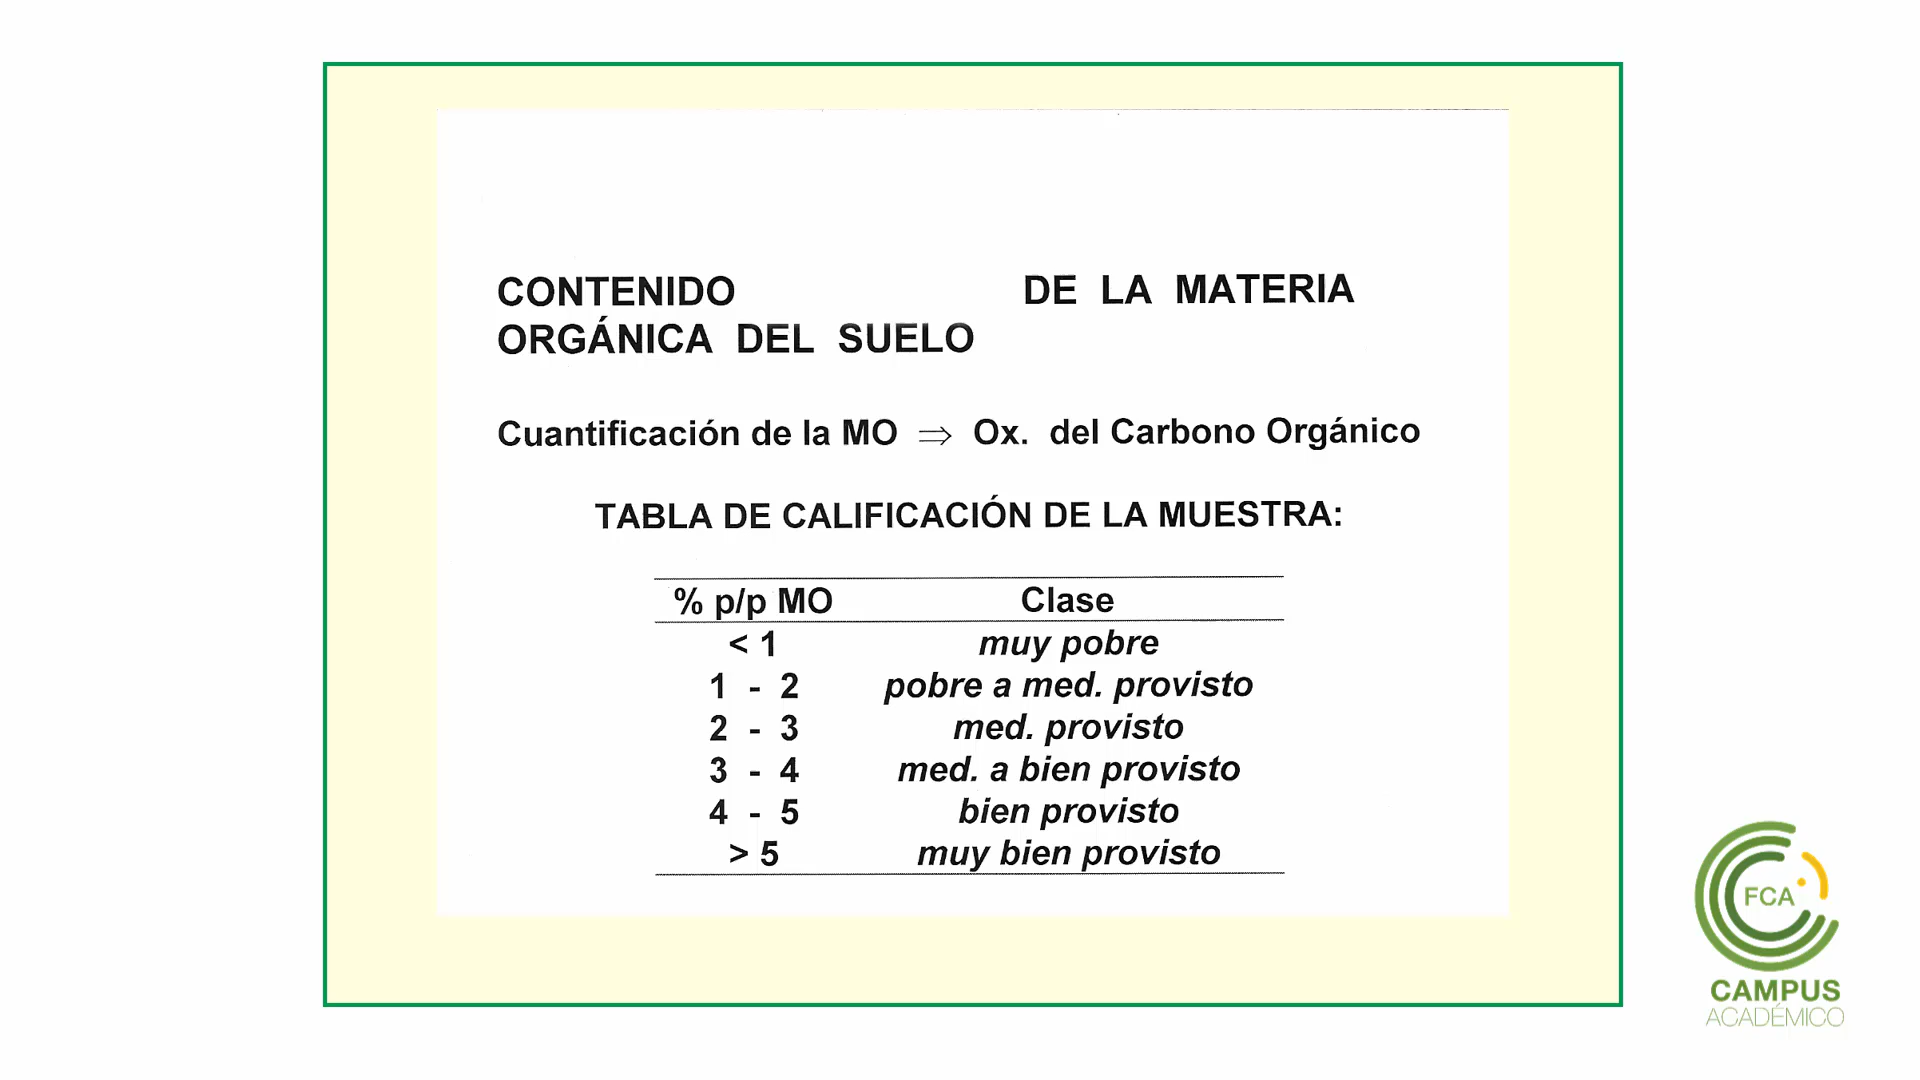 CONTENIDO DE LA MATERIA
ORGÁNICA DEL SUELO
Cuantificación de la MO ⇒ Ox. del Carbono Orgánico
TABLA DE CALIFICACIÓN DE LA MUESTRA:
% p/p MO Clase
< 1 muy pobre
1 - 2 pobre a med. provisto
2 - 3 med. provisto
3 - 4 med. a bien provisto
4 - 5 bien provisto
> 5 muy bien provisto
FCA
CAMPUS
ACADÉMICO